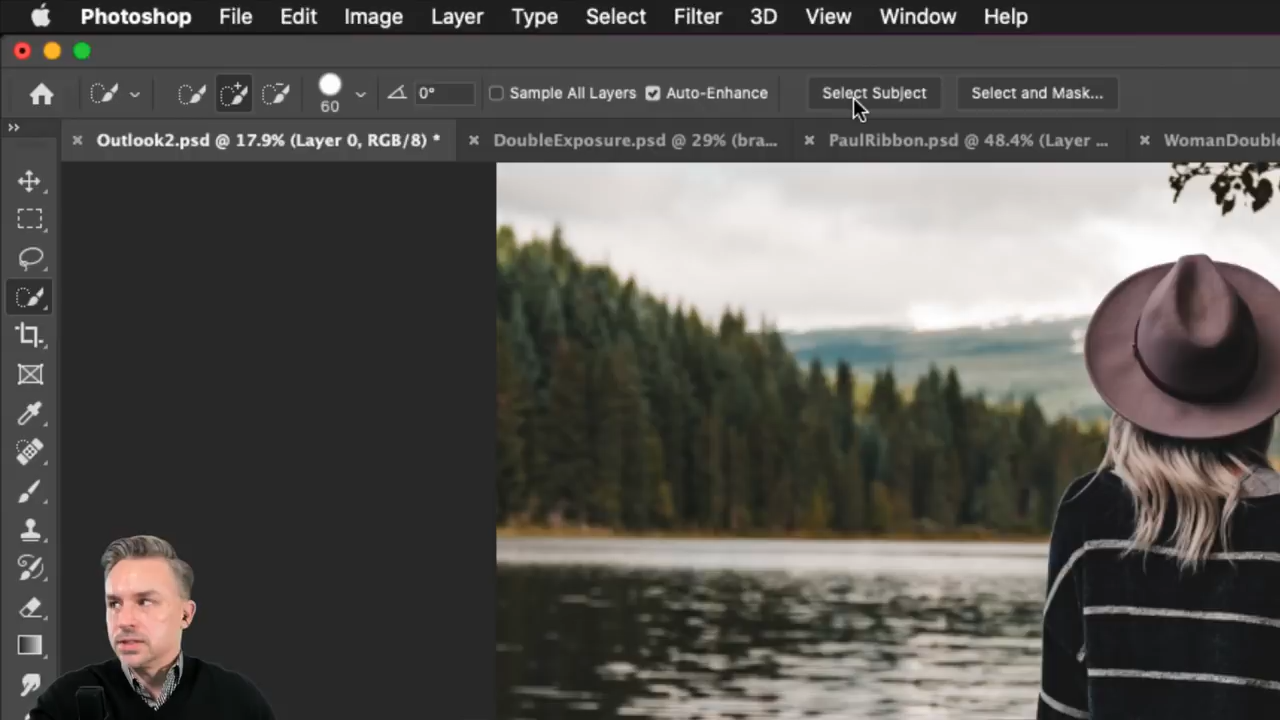 Photoshop File Edit Image Layer Type Select Filter 3D View Window Help
60 0° Sample All Layers Auto-Enhance Select Subject Select and Mask...
Outlook2.psd @ 17.9% (Layer 0, RGB/8) * DoubleExposure.psd @ 29% (bra... PaulRibbon.psd @ 48.4% (Layer ... WomanDouble